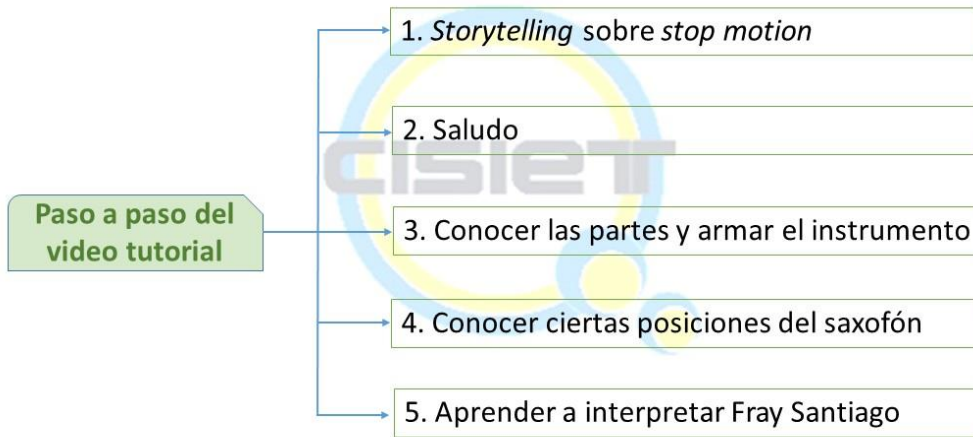 1. Storytelling sobre stop motion
2. Saludo
CISIETT
Paso a paso del
video tutorial
3. Conocer las partes y armar el instrumento
4. Conocer ciertas posiciones del saxofón
5. Aprender a interpretar Fray Santiago